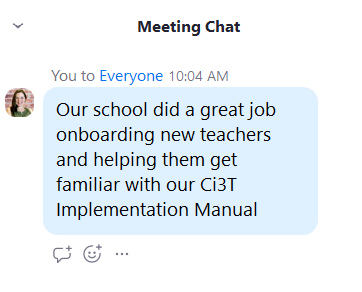 Meeting Chat
You to Everyone 10:04 AM
Our school did a great job
onboarding new teachers
and helping them get
familiar with our Ci3T
Implementation Manual